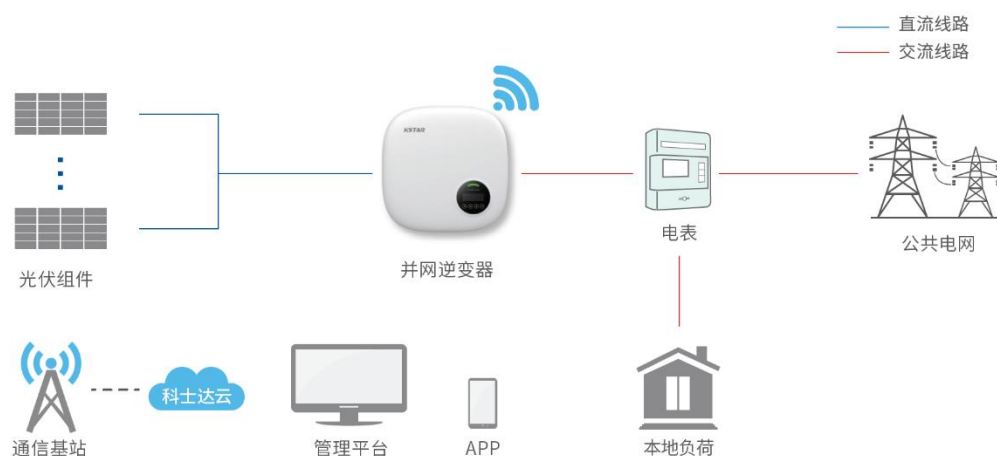 直流线路
交流线路
KSTAR
电表
公共电网
并网逆变器
光伏组件
科士达云
通信基站
管理平台
APP
本地负荷